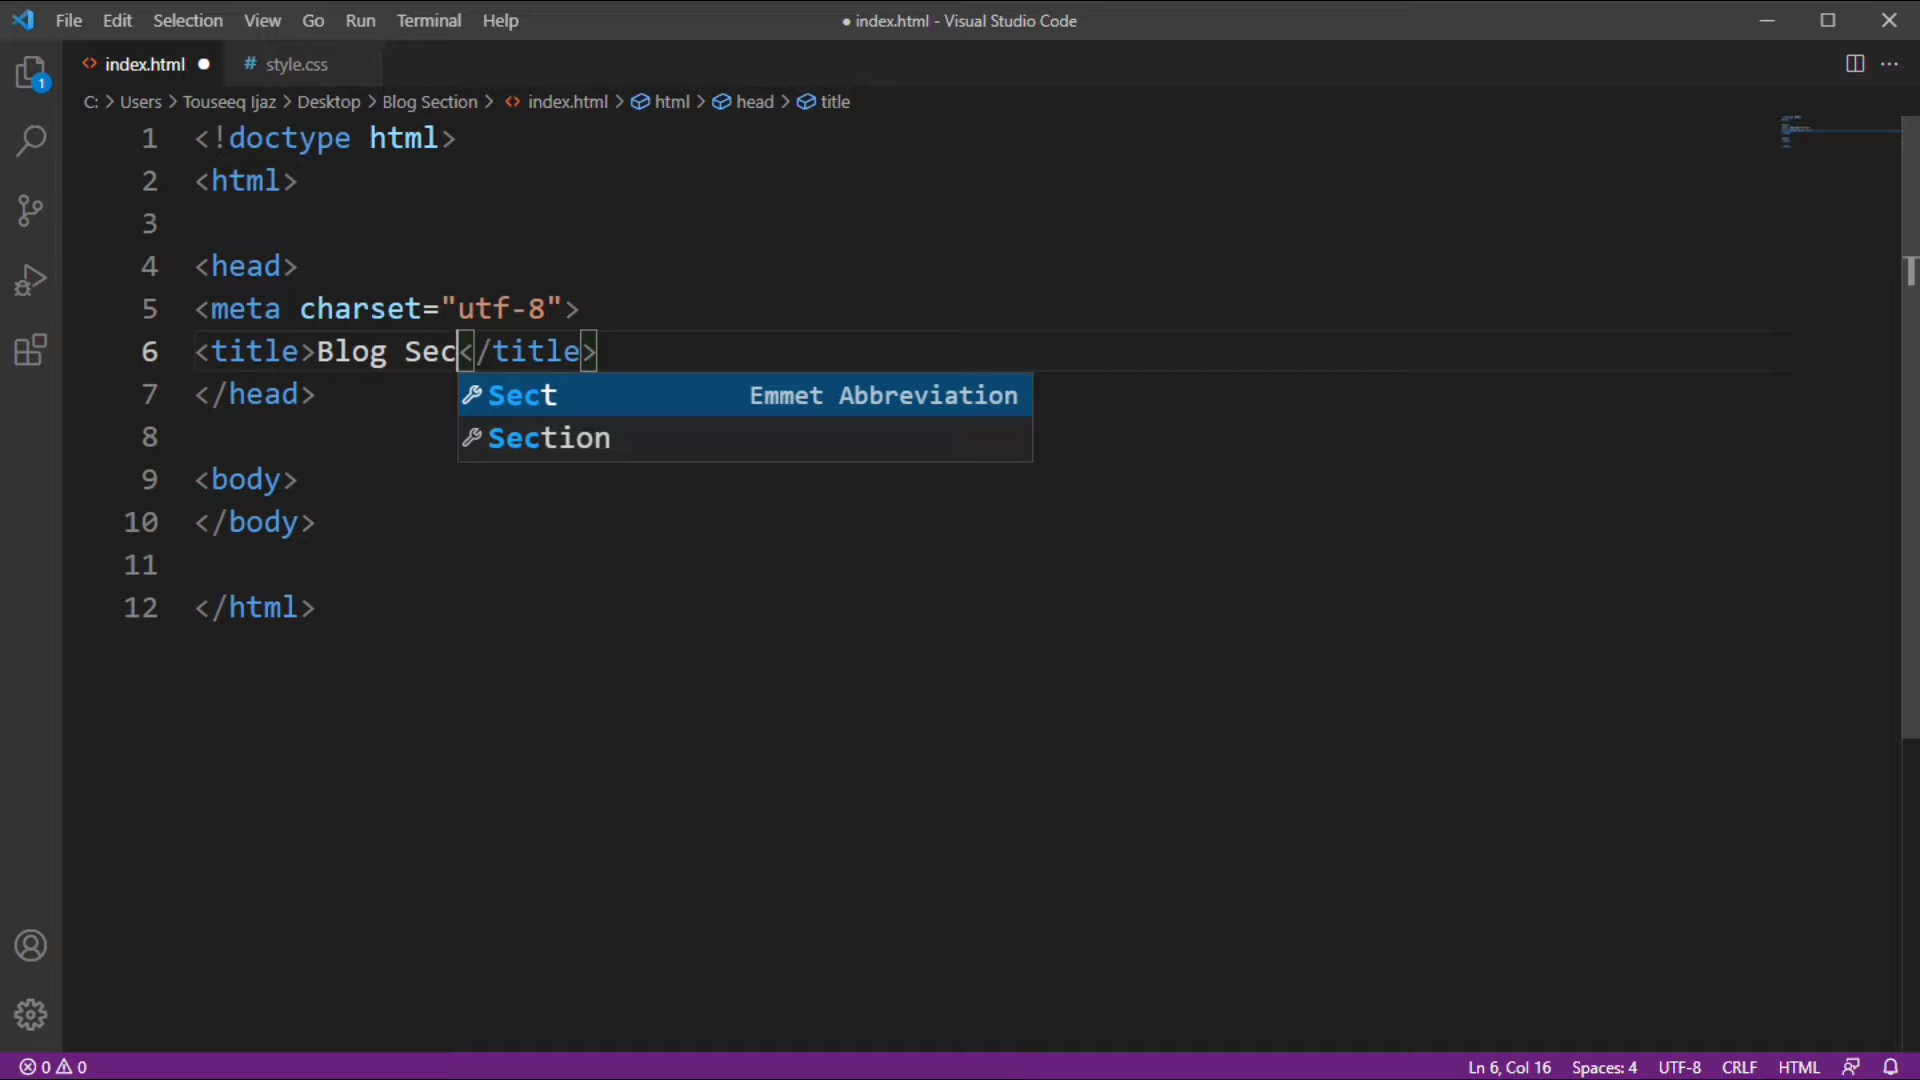 File Edit Selection View Go Run Terminal Help
● index.html - Visual Studio Code
<> index.html ● # style.css
C: > Users > Touseeq Ijaz > Desktop > Blog Section > <> index.html > html > head > title
1
1 <!doctype html>
2 <html>
3
4 <head>
5 <meta charset="utf-8">
6 <title>Blog Sec</title>
7 </head>
Sect Emmet Abbreviation
8
Section
9 <body>
10 </body>
11
12 </html>
0 0 Ln 6, Col 16 Spaces: 4 UTF-8 CRLF HTML